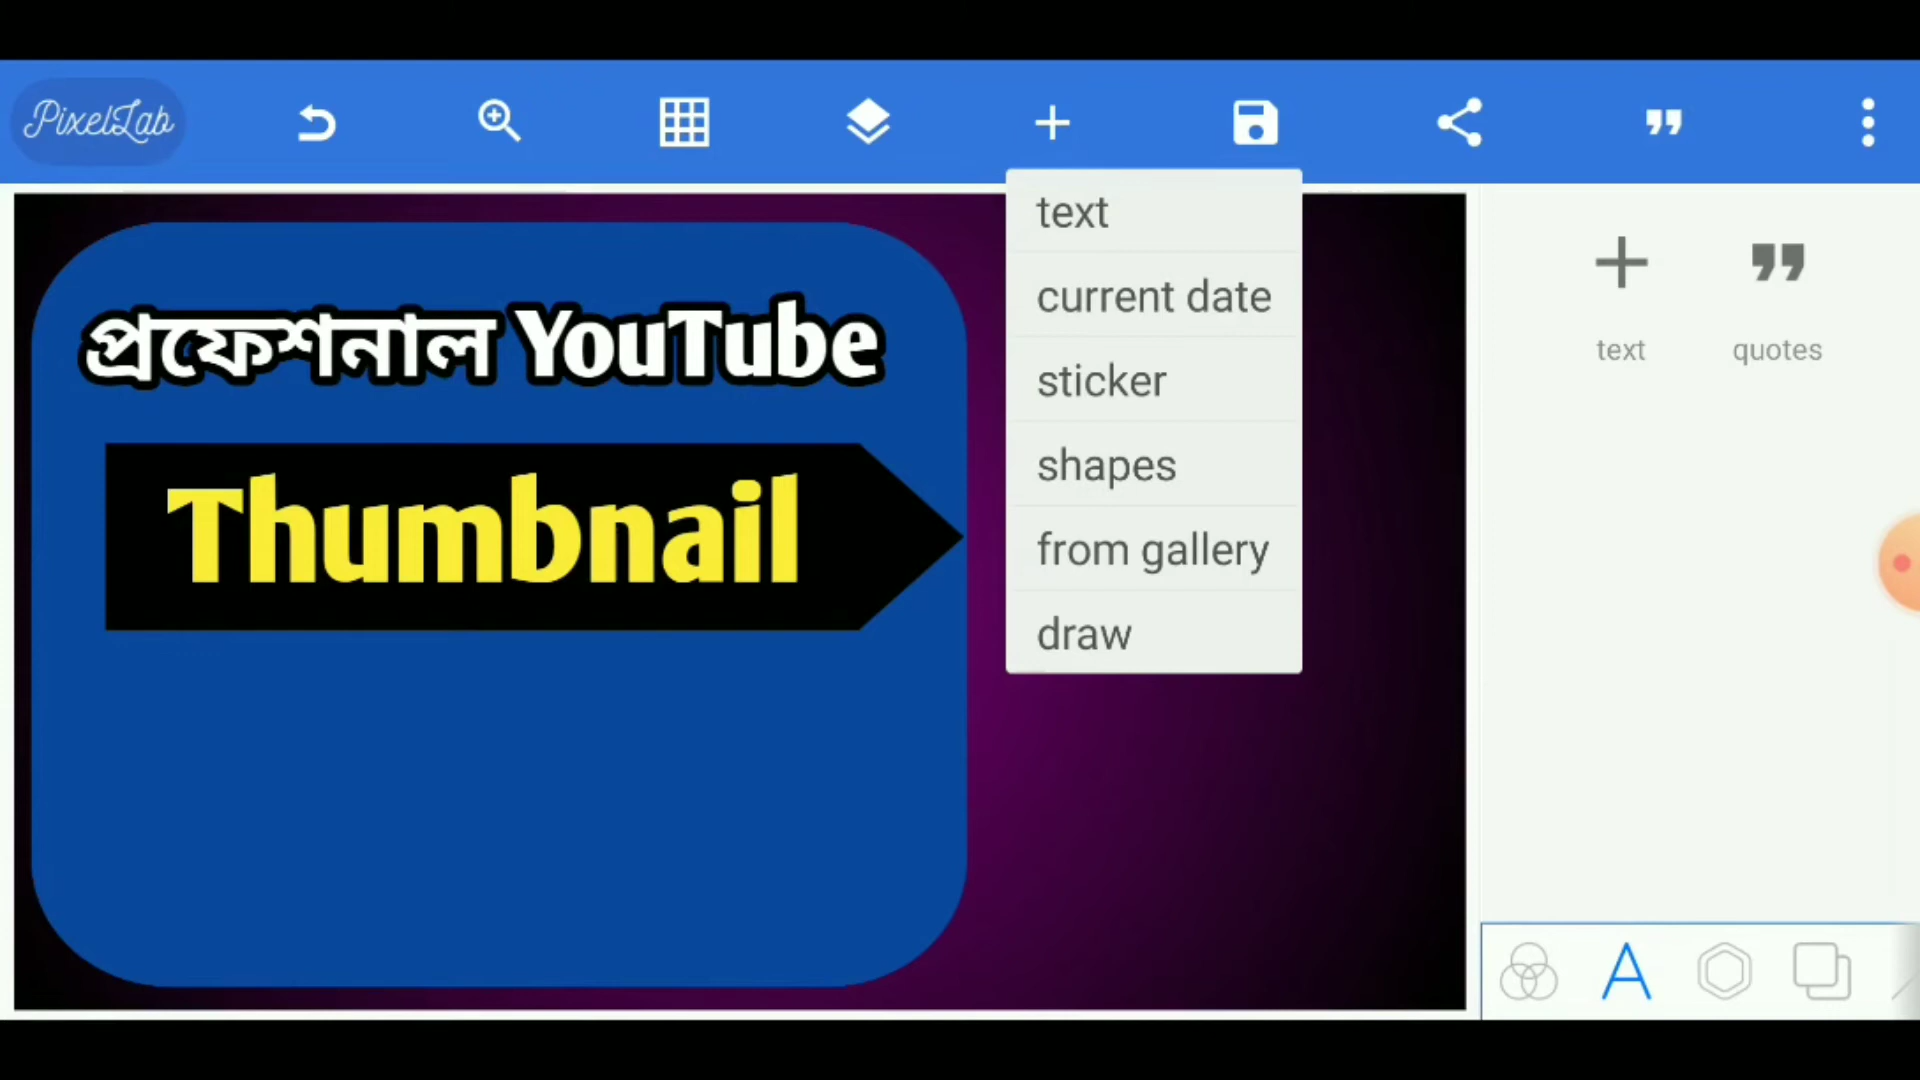 PixelLab
text
current date
sticker
shapes
from gallery
draw
প্রফেশনাল YouTube
Thumbnail
text quotes